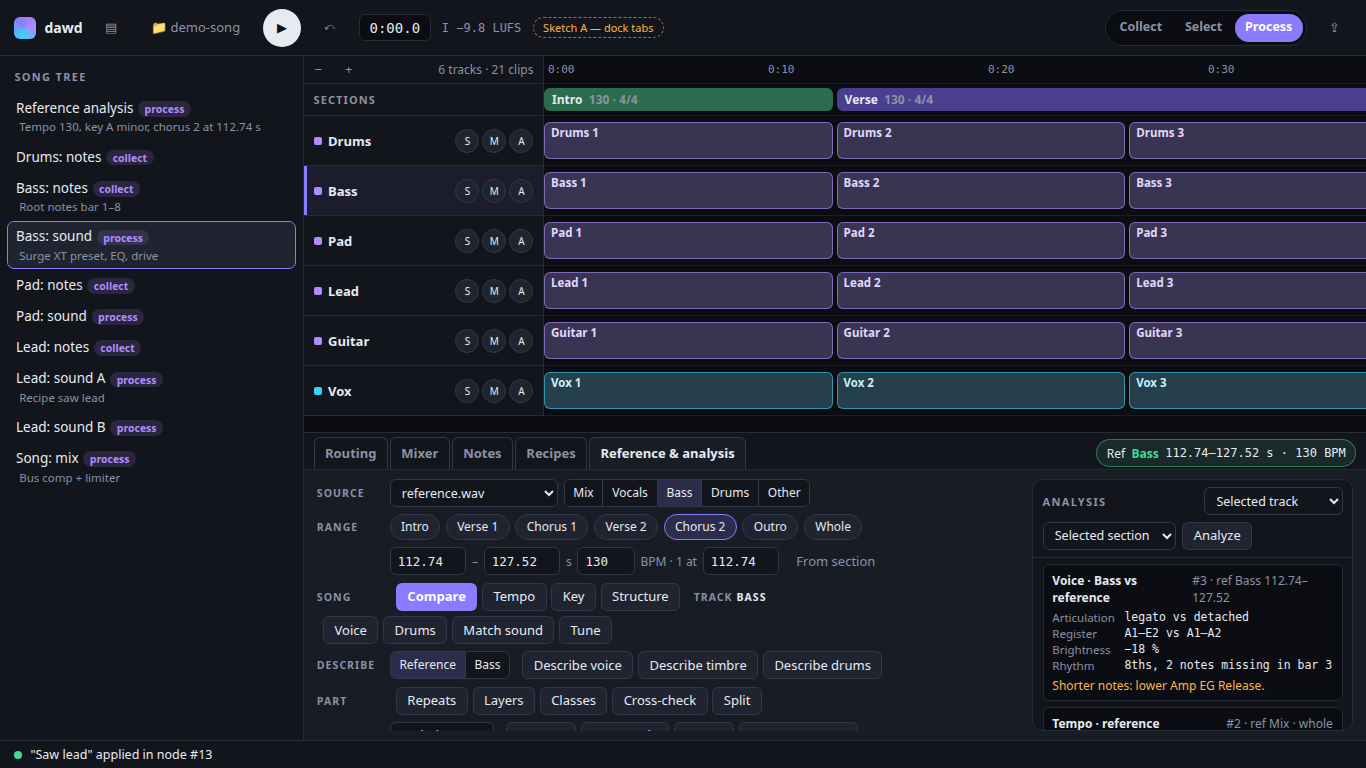 dawd
demo-song
0:00.0
I −9.8 LUFS
Sketch A — dock tabs
Collect Select Process
SONG TREE
Reference analysis process
Tempo 130, key A minor, chorus 2 at 112.74 s
Drums: notes collect
Bass: notes collect
Root notes bar 1–8
Bass: sound process
Surge XT preset, EQ, drive
Pad: notes collect
Pad: sound process
Lead: notes collect
Lead: sound A process
Recipe saw lead
Lead: sound B process
Song: mix process
Bus comp + limiter
− + 6 tracks · 21 clips
0:00 0:10 0:20 0:30
SECTIONS
Intro 130 · 4/4
Verse 130 · 4/4
Drums S M A
Drums 1 Drums 2 Drums 3
Bass S M A
Bass 1 Bass 2 Bass 3
Pad S M A
Pad 1 Pad 2 Pad 3
Lead S M A
Lead 1 Lead 2 Lead 3
Guitar S M A
Guitar 1 Guitar 2 Guitar 3
Vox S M A
Vox 1 Vox 2 Vox 3
Routing Mixer Notes Recipes Reference & analysis
Ref Bass 112.74–127.52 s · 130 BPM
SOURCE reference.wav Mix Vocals Bass Drums Other
RANGE Intro Verse 1 Chorus 1 Verse 2 Chorus 2 Outro Whole
112.74 – 127.52 s 130 BPM · 1 at 112.74 From section
SONG Compare Tempo Key Structure TRACK BASS
Voice Drums Match sound Tune
DESCRIBE Reference Bass Describe voice Describe timbre Describe drums
PART Repeats Layers Classes Cross-check Split
ANALYSIS Selected track
Selected section Analyze
Voice · Bass vs reference
#3 · ref Bass 112.74–127.52
Articulation legato vs detached
Register A1–E2 vs A1–A2
Brightness −18 %
Rhythm 8ths, 2 notes missing in bar 3
Shorter notes: lower Amp EG Release.
Tempo · reference #2 · ref Mix · whole
"Saw lead" applied in node #13